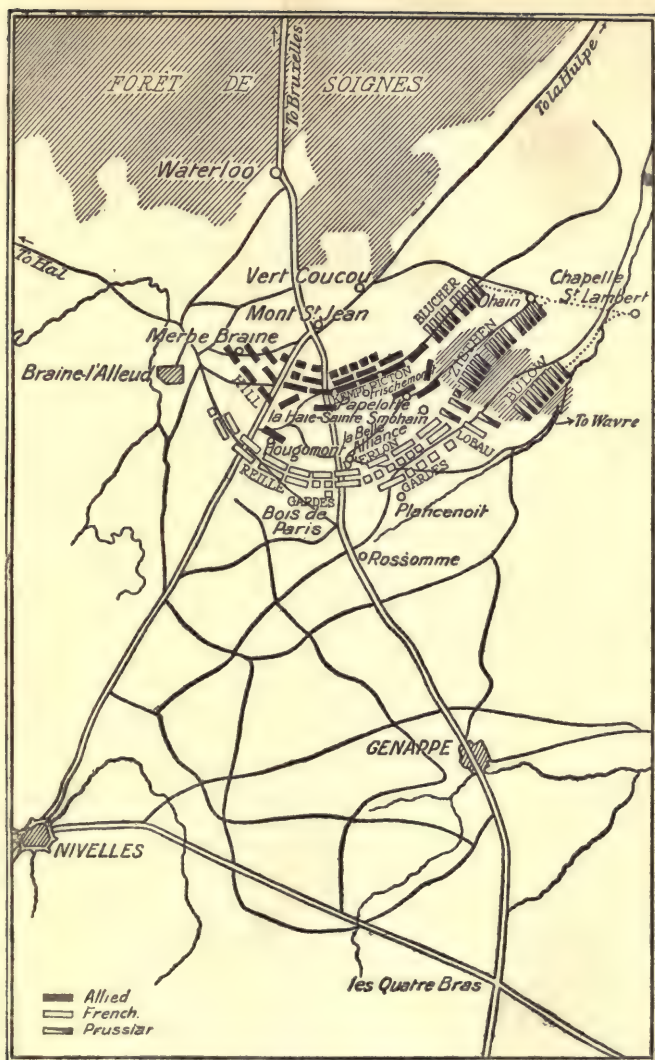 FORÊT DE SOIGNES
To Bruxelles
To la Hulpe
Waterloo
To Hal
Vert Coucou
Chapelle
St Lambert
Ohain
BLUCHER
Mont St Jean
Merbe Braine
ZIETHEN
Braine-l'Alleud
HILL
KEMPT
PICTON
Frischemont
BULOW
Papelotte
la Haie-Sainte
Smohain
To Wavre
Hougomont
la Belle
Alliance
ERLON
LOBAU
REILLE
GARDES
GARDES
Bois de
Paris
Plancenoit
Rossomme
GENAPPE
NIVELLES
les Quatre Bras
Allied
French.
Prussian